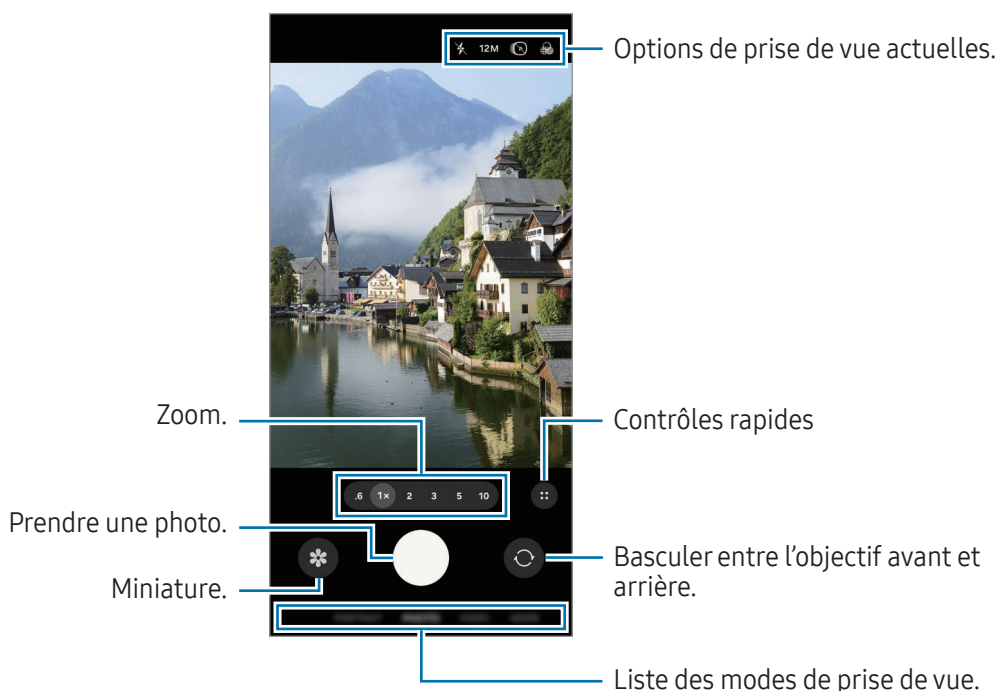 12M
Options de prise de vue actuelles.
Zoom.
Contrôles rapides
.6 1× 2 3 5 10
Prendre une photo.
Basculer entre l'objectif avant et
arrière.
Miniature.
Liste des modes de prise de vue.